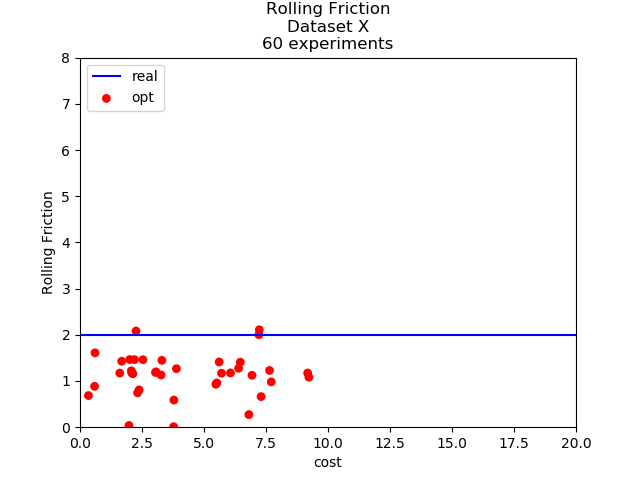 Rolling Friction
Dataset X
60 experiments
real
opt
8
7
6
5
4
3
2
1
0
Rolling Friction
0.0 2.5 5.0 7.5 10.0 12.5 15.0 17.5 20.0
cost